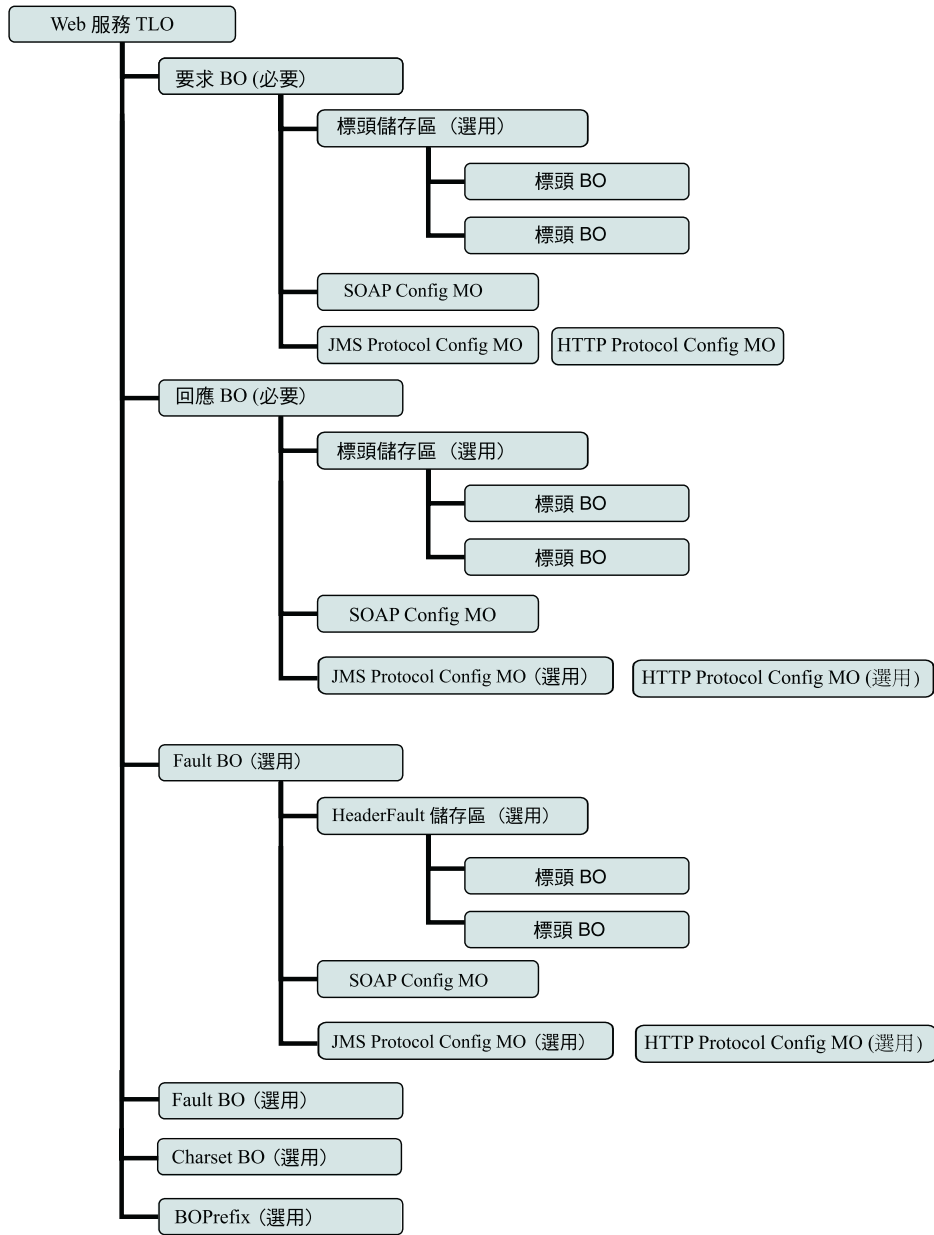 Web 服務 TLO
要求 BO (必要)
標頭儲存區（選用）
標頭 BO
標頭 BO
SOAP Config MO
JMS Protocol Config MO HTTP Protocol Config MO
回應 BO (必要)
標頭儲存區（選用）
標頭 BO
標頭 BO
SOAP Config MO
JMS Protocol Config MO（選用） HTTP Protocol Config MO (選用)
Fault BO（選用）
HeaderFault 儲存區（選用）
標頭 BO
標頭 BO
SOAP Config MO
JMS Protocol Config MO（選用） HTTP Protocol Config MO (選用)
Fault BO（選用）
Charset BO（選用）
BOPrefix（選用）